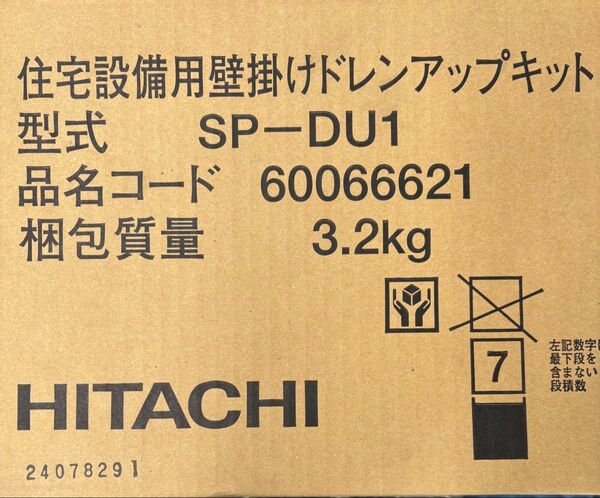 住宅設備用壁掛けドレンアップキット
型式 SP－DU1
品名コード 60066621
梱包質量 3.2kg
7
左記数字は
最下段を
含まない
段積数
HITACHI
24078291